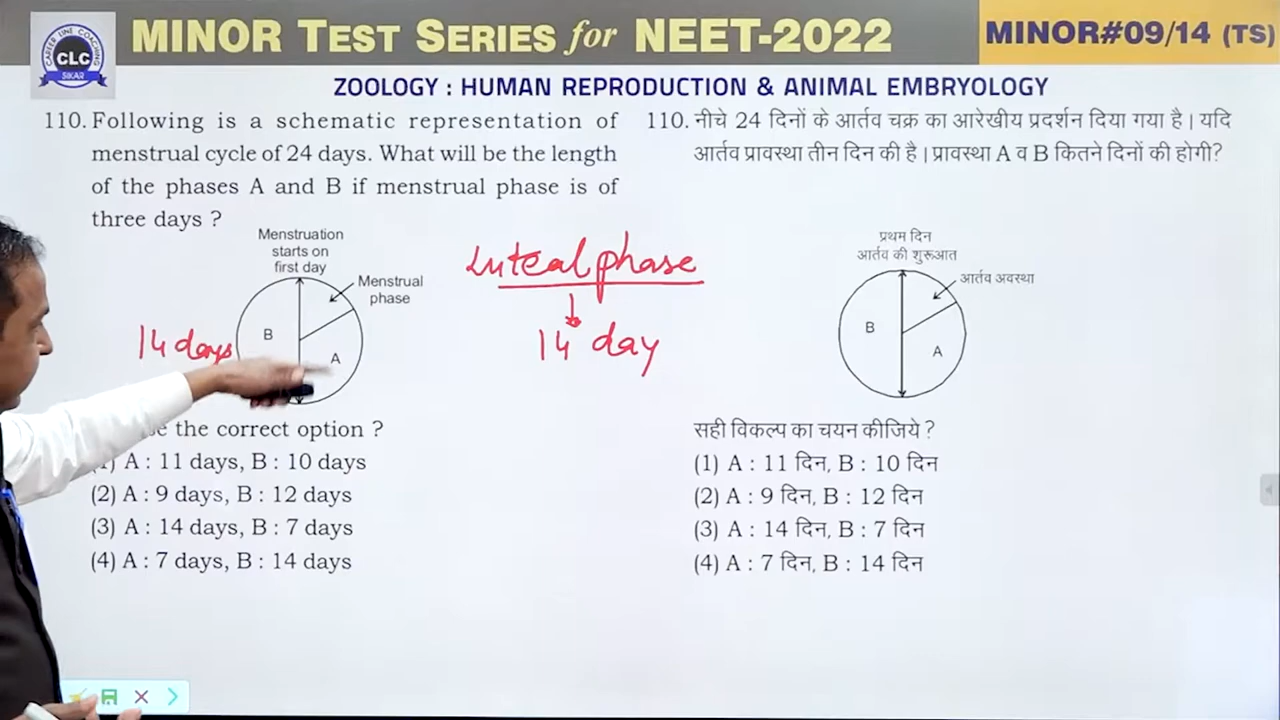 CAREER LINE COACHING
CLC
SIKAR
MINOR TEST SERIES for NEET-2022
MINOR#09/14 (TS)
ZOOLOGY : HUMAN REPRODUCTION & ANIMAL EMBRYOLOGY
110. Following is a schematic representation of
menstrual cycle of 24 days. What will be the length
of the phases A and B if menstrual phase is of
three days ?
Menstruation
starts on
first day
Menstrual
phase
B
A
14 days
the correct option ?
A : 11 days, B : 10 days
(2) A : 9 days, B : 12 days
(3) A : 14 days, B : 7 days
(4) A : 7 days, B : 14 days
Luteal phase
14 day
110. नीचे 24 दिनों के आर्तव चक्र का आरेखीय प्रदर्शन दिया गया है। यदि
आर्तव प्रावस्था तीन दिन की है। प्रावस्था A व B कितने दिनों की होगी?
प्रथम दिन
आर्तव की शुरूआत
आर्तव अवस्था
B
A
सही विकल्प का चयन कीजिये ?
(1) A : 11 दिन, B : 10 दिन
(2) A : 9 दिन, B : 12 दिन
(3) A : 14 दिन, B : 7 दिन
(4) A : 7 दिन, B : 14 दिन